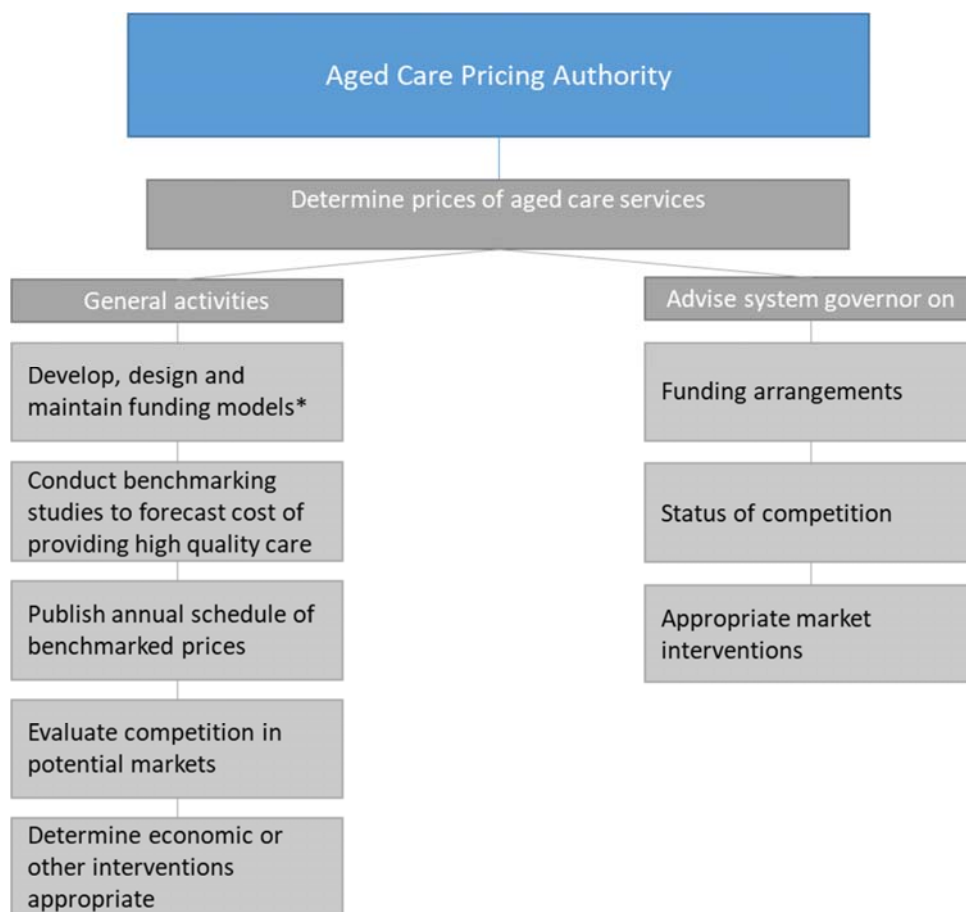 Aged Care Pricing Authority
Determine prices of aged care services
General activities
Develop, design and
maintain funding models*
Conduct benchmarking
studies to forecast cost of
providing high quality care
Publish annual schedule of
benchmarked prices
Evaluate competition in
potential markets
Determine economic or
other interventions
appropriate
Advise system governor on
Funding arrangements
Status of competition
Appropriate market
interventions